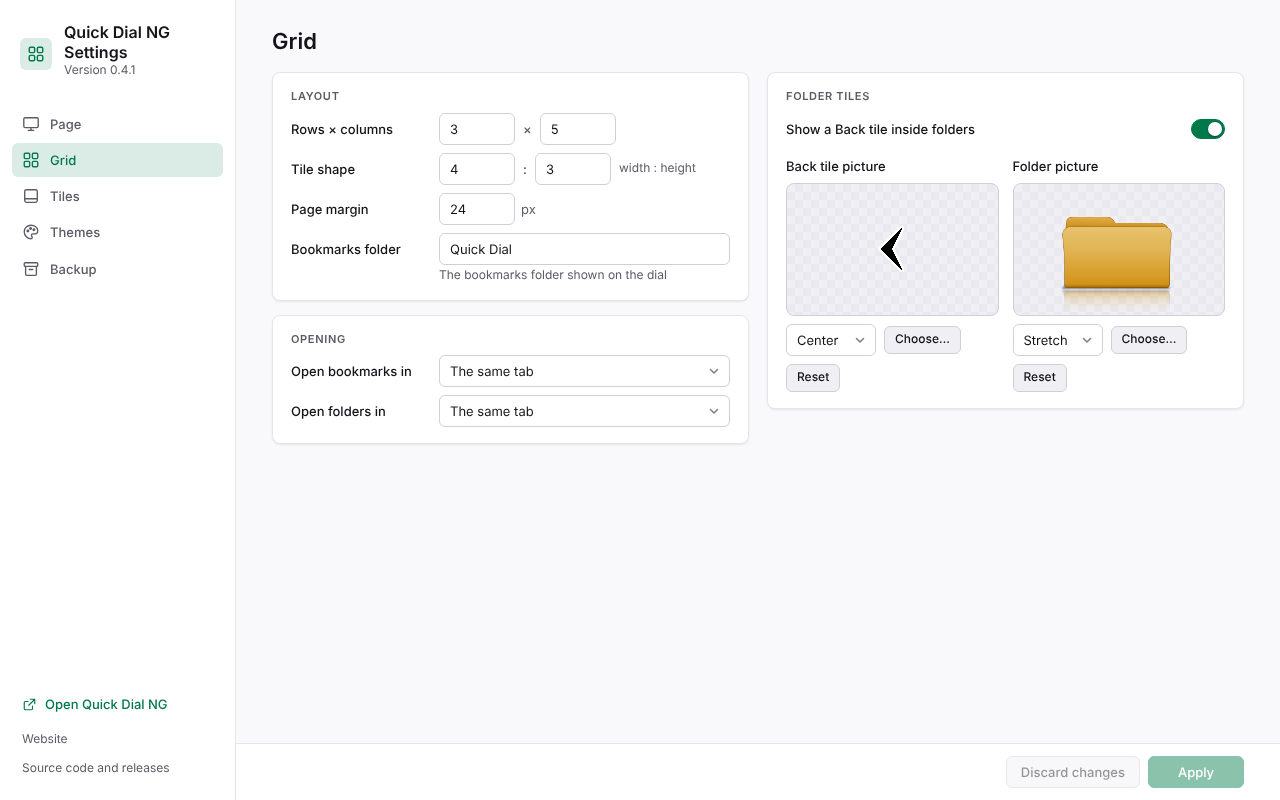 Quick Dial NG
Settings
Version 0.4.1
Page
Grid
Tiles
Themes
Backup
Open Quick Dial NG
Website
Source code and releases
Grid
LAYOUT
Rows × columns
3 × 5
Tile shape
4 : 3 width : height
Page margin
24 px
Bookmarks folder
Quick Dial
The bookmarks folder shown on the dial
OPENING
Open bookmarks in
The same tab
Open folders in
The same tab
FOLDER TILES
Show a Back tile inside folders
Back tile picture
Center
Choose...
Reset
Folder picture
Stretch
Choose...
Reset
Discard changes
Apply